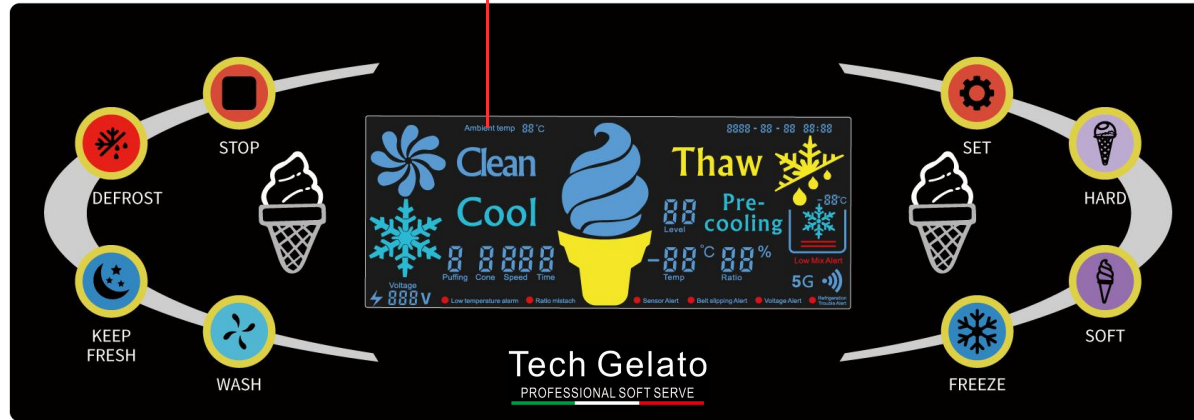 STOP
DEFROST
KEEP
FRESH
WASH
Ambient temp 88°C
8888-88-88 88:88
Clean
Thaw
Cool
88
Level
Pre-
cooling
-88°C
Low Mix Alert
8 8 888
Puffing Cone Speed Time
-88°C 88%
Temp Ratio
5G
Voltage
888V
Low temperature alarm
Ratio mistach
Sensor Alert
Belt slipping Alert
Voltage Alert
Refrigeration
Trouble Alert
SET
HARD
SOFT
FREEZE
Tech Gelato
PROFESSIONAL SOFT SERVE